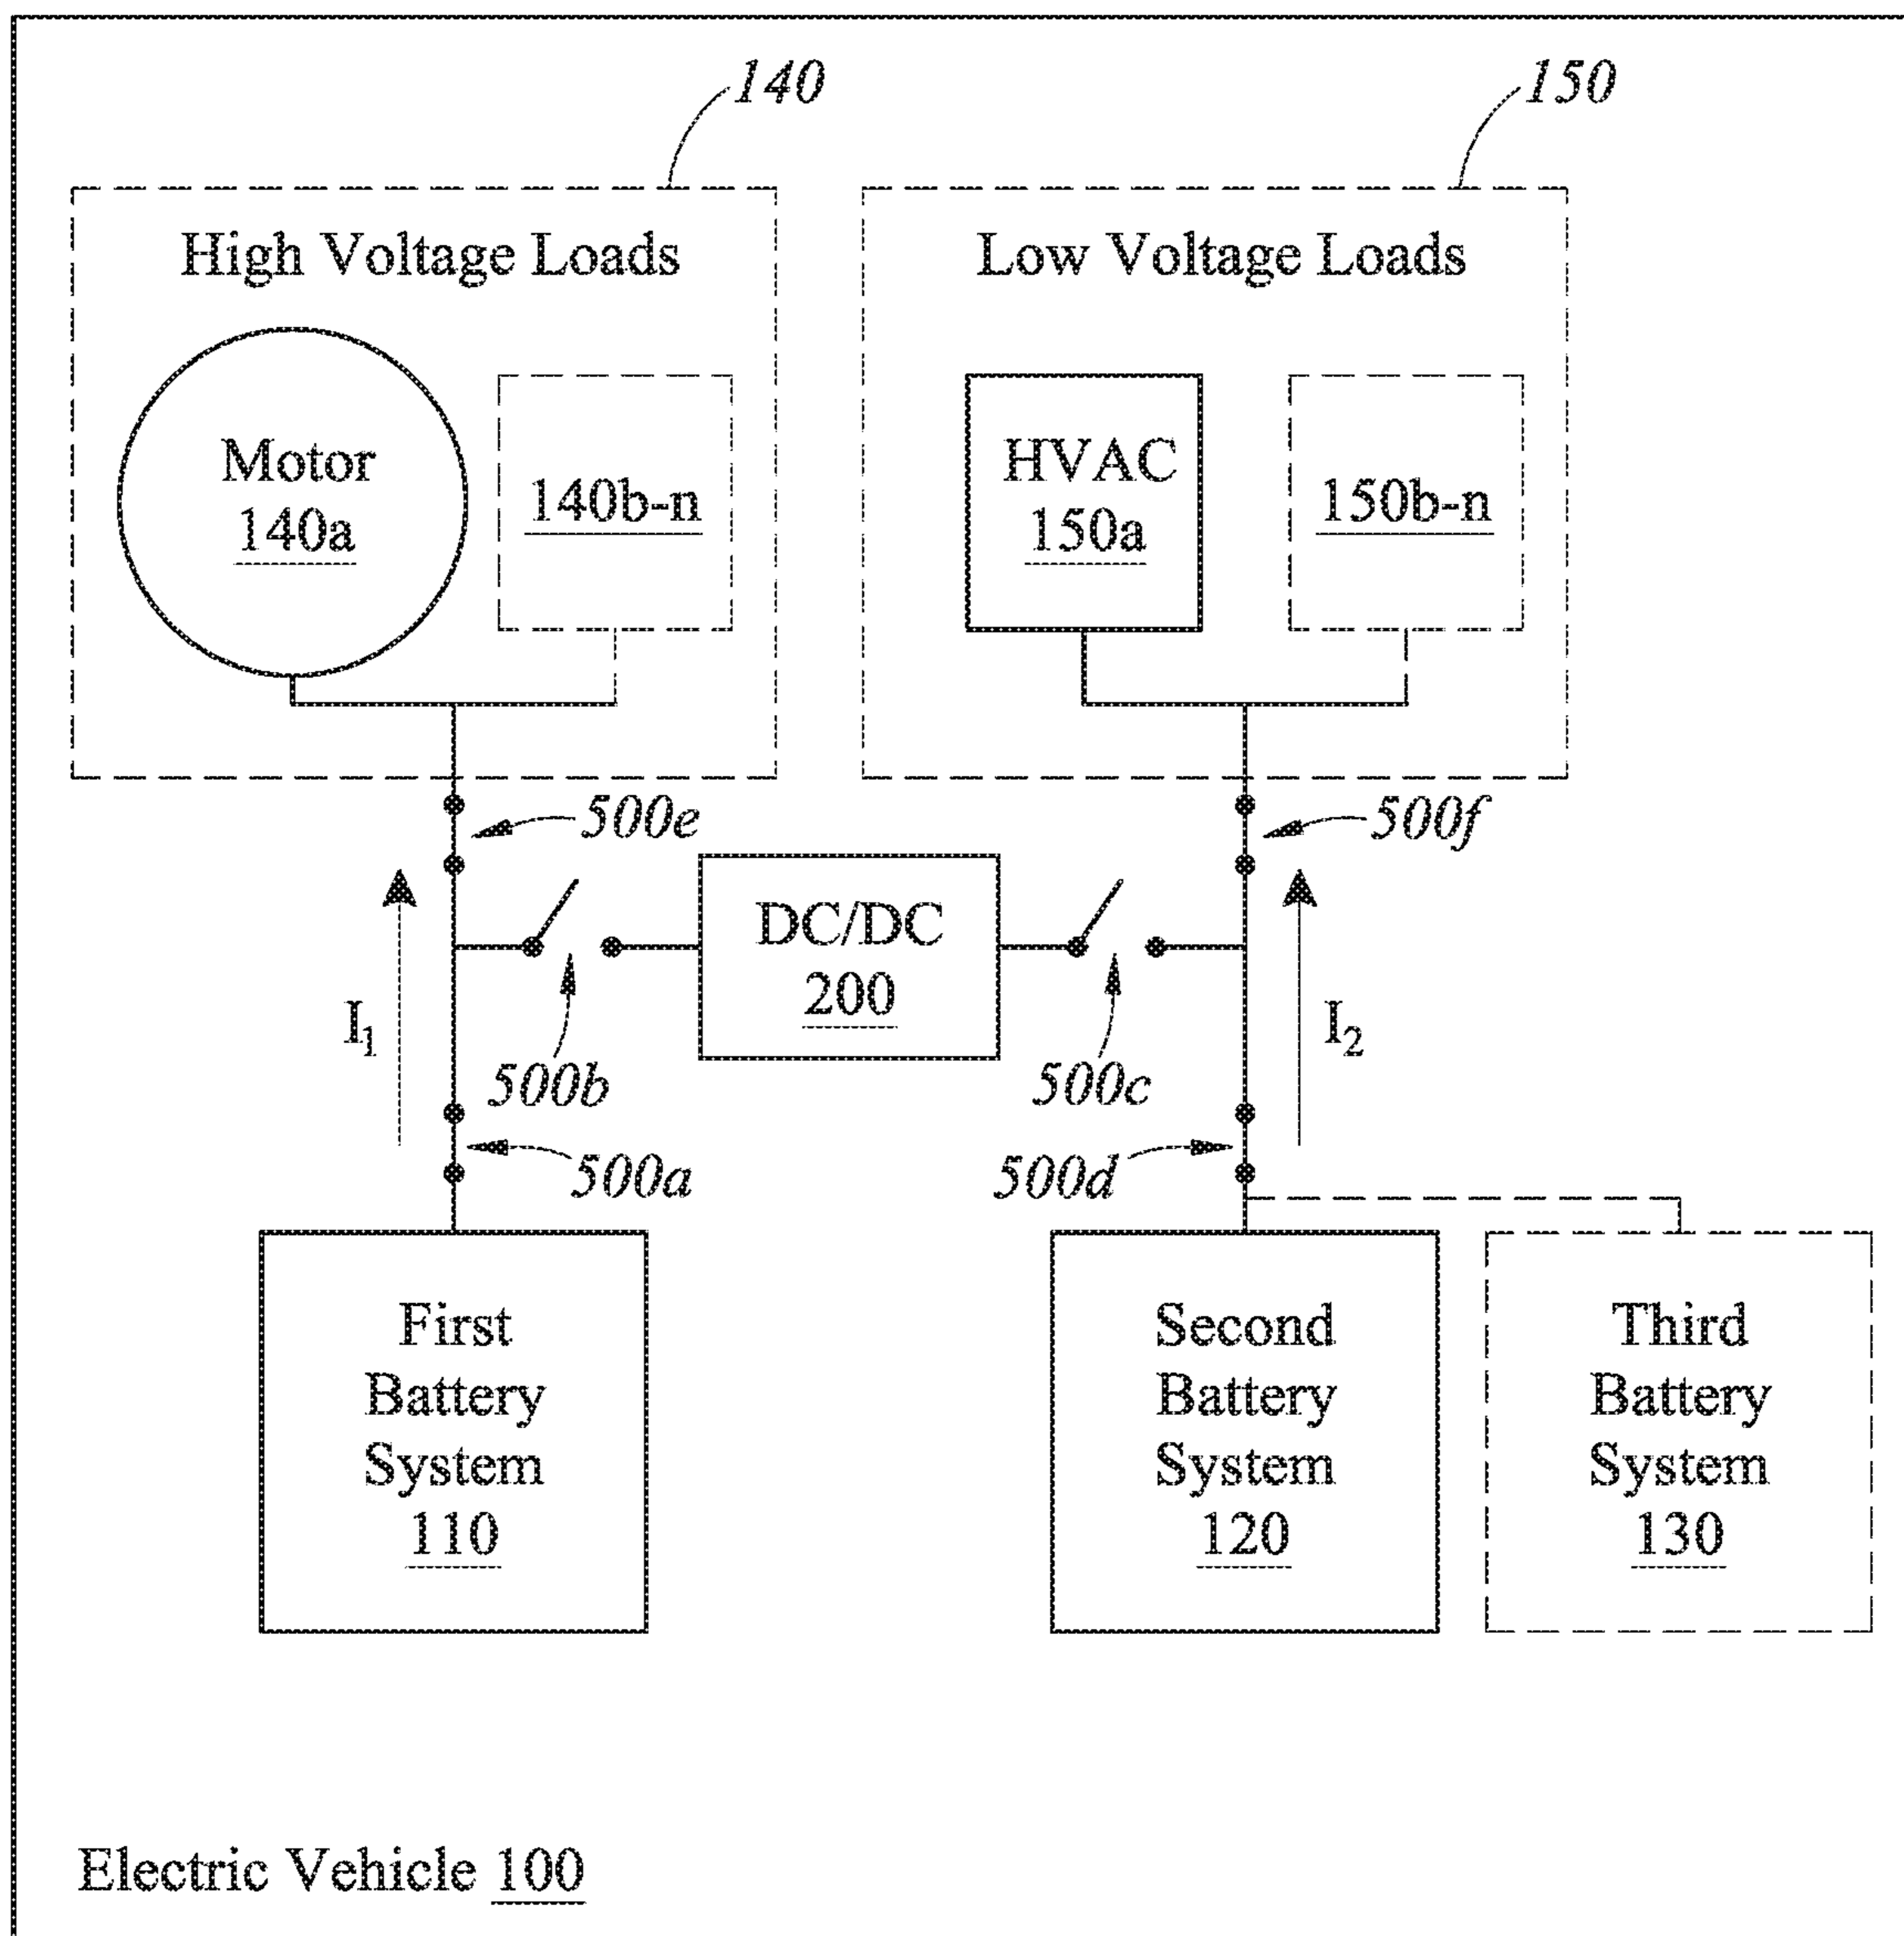 140
150
High Voltage Loads
Low Voltage Loads
Motor
140a
140b-n
HVAC
150a
150b-n
500e
500f
DC/DC
200
I1
I2
500b
500c
500a
500d
First
Battery
System
110
Second
Battery
System
120
Third
Battery
System
130
Electric Vehicle 100